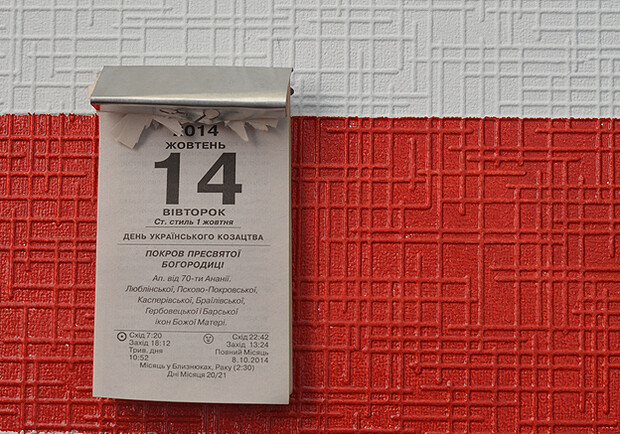 2014
ЖОВТЕНЬ
14
ВІВТОРОК
Ст. стиль 1 жовтня
ДЕНЬ УКРАЇНСЬКОГО КОЗАЦТВА
ПОКРОВ ПРЕСВЯТОЇ
БОГОРОДИЦІ
Ап. від 70-ти Ананії.
Люблінської, Псково-Покровської,
Касперівської, Браїлівської,
Гербовецької і Барської
ікон Божої Матері.
Схід 7:20
Захід 18:12
Трив. дня
10:52
Схід 22:42
Захід 13:24
Повний Місяць
8.10.2014
Місяць у Близнюках, Раку (2:30)
Дні Місяця 20/21